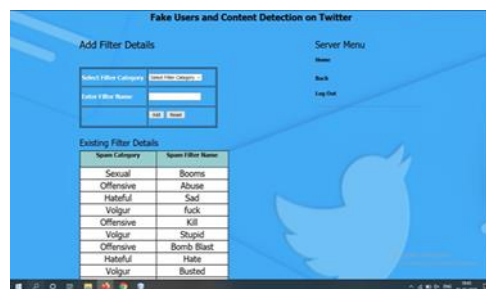 Fake Users and Content Detection on Twitter
Add Filter Details
Server Menu
Home
Select Filter Category Select Filter Category
Back
Enter Filter Name
Log Out
Add Reset
Existing Filter Details
Spam Category Spam Filter Name
Sexual Booms
Offensive Abuse
Hateful Sad
Volgur fuck
Offensive Kill
Volgur Stupid
Offensive Bomb Blast
Hateful Hate
Volgur Busted